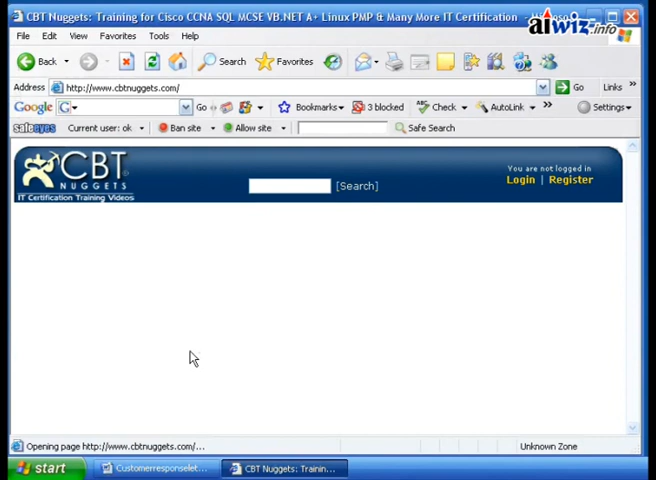 CBT Nuggets: Training for Cisco CCNA SQL MCSE VB.NET A+ Linux PMP & Many More IT Certification
aiwiz.info
File Edit View Favorites Tools Help
Back Search Favorites
Address http://www.cbtnuggets.com/ Go Links »
Google G Go Bookmarks 3 blocked Check AutoLink » Settings
safeeyes Current user: ok Ban site Allow site Safe Search
CBT
NUGGETS
IT Certification Training Videos
[Search]
You are not logged in
Login | Register
Opening page http://www.cbtnuggets.com/... Unknown Zone
start Customerresponselet... CBT Nuggets: Trainin...